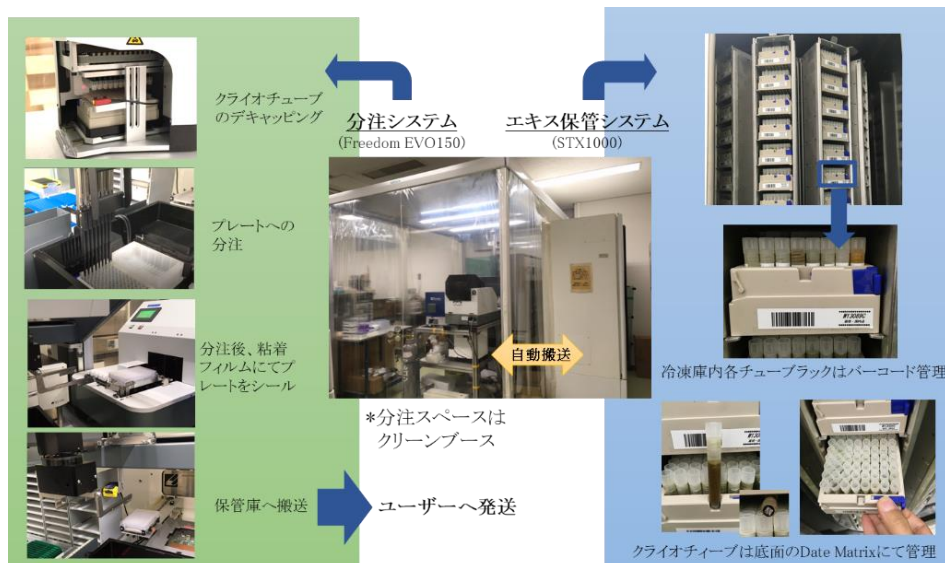 クライオチューブ
のデキャッピング
分注システム
(Freedom EVO150)
エキス保管システム
(STX1000)
プレートへの
分注
分注後、粘着
フィルムにてプ
レートをシール
自動搬送
*分注スペースは
クリーンブース
保管庫へ搬送
ユーザーへ発送
冷凍庫内各チューブラックはバーコード管理
クライオチィーブは底面のDate Matrixにて管理